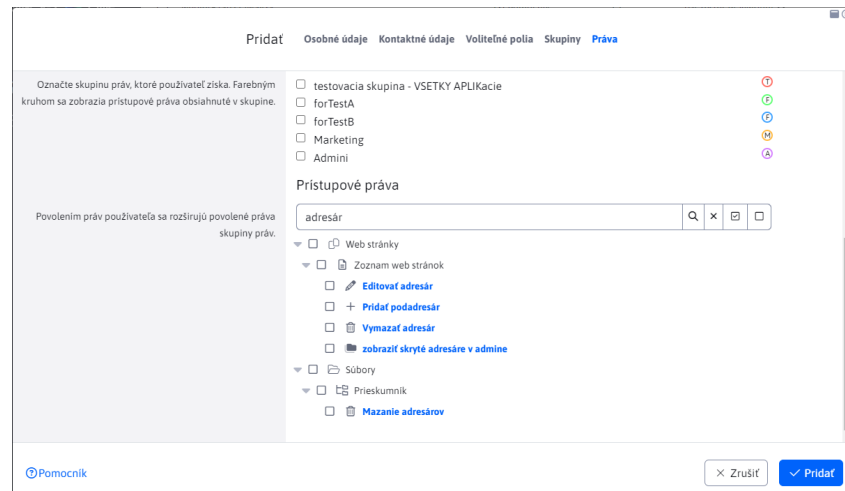 Pridať Osobné údaje Kontaktné údaje Voliteľné polia Skupiny Práva
Označte skupinu práv, ktoré používateľ získa. Farebným
kruhom sa zobrazia prístupové práva obsiahnuté v skupine.
testovacia skupina - VSETKY APLIKacie T
forTestA F
forTestB F
Marketing M
Admini A
Prístupové práva
Povolením práv používateľa sa rozširujú povolené práva
skupiny práv.
adresár
Web stránky
Zoznam web stránok
Editovať adresár
Pridať podadresár
Vymazať adresár
zobraziť skryté adresáre v admine
Súbory
Prieskumník
Mazanie adresárov
Pomocník
Zrušiť
Pridať